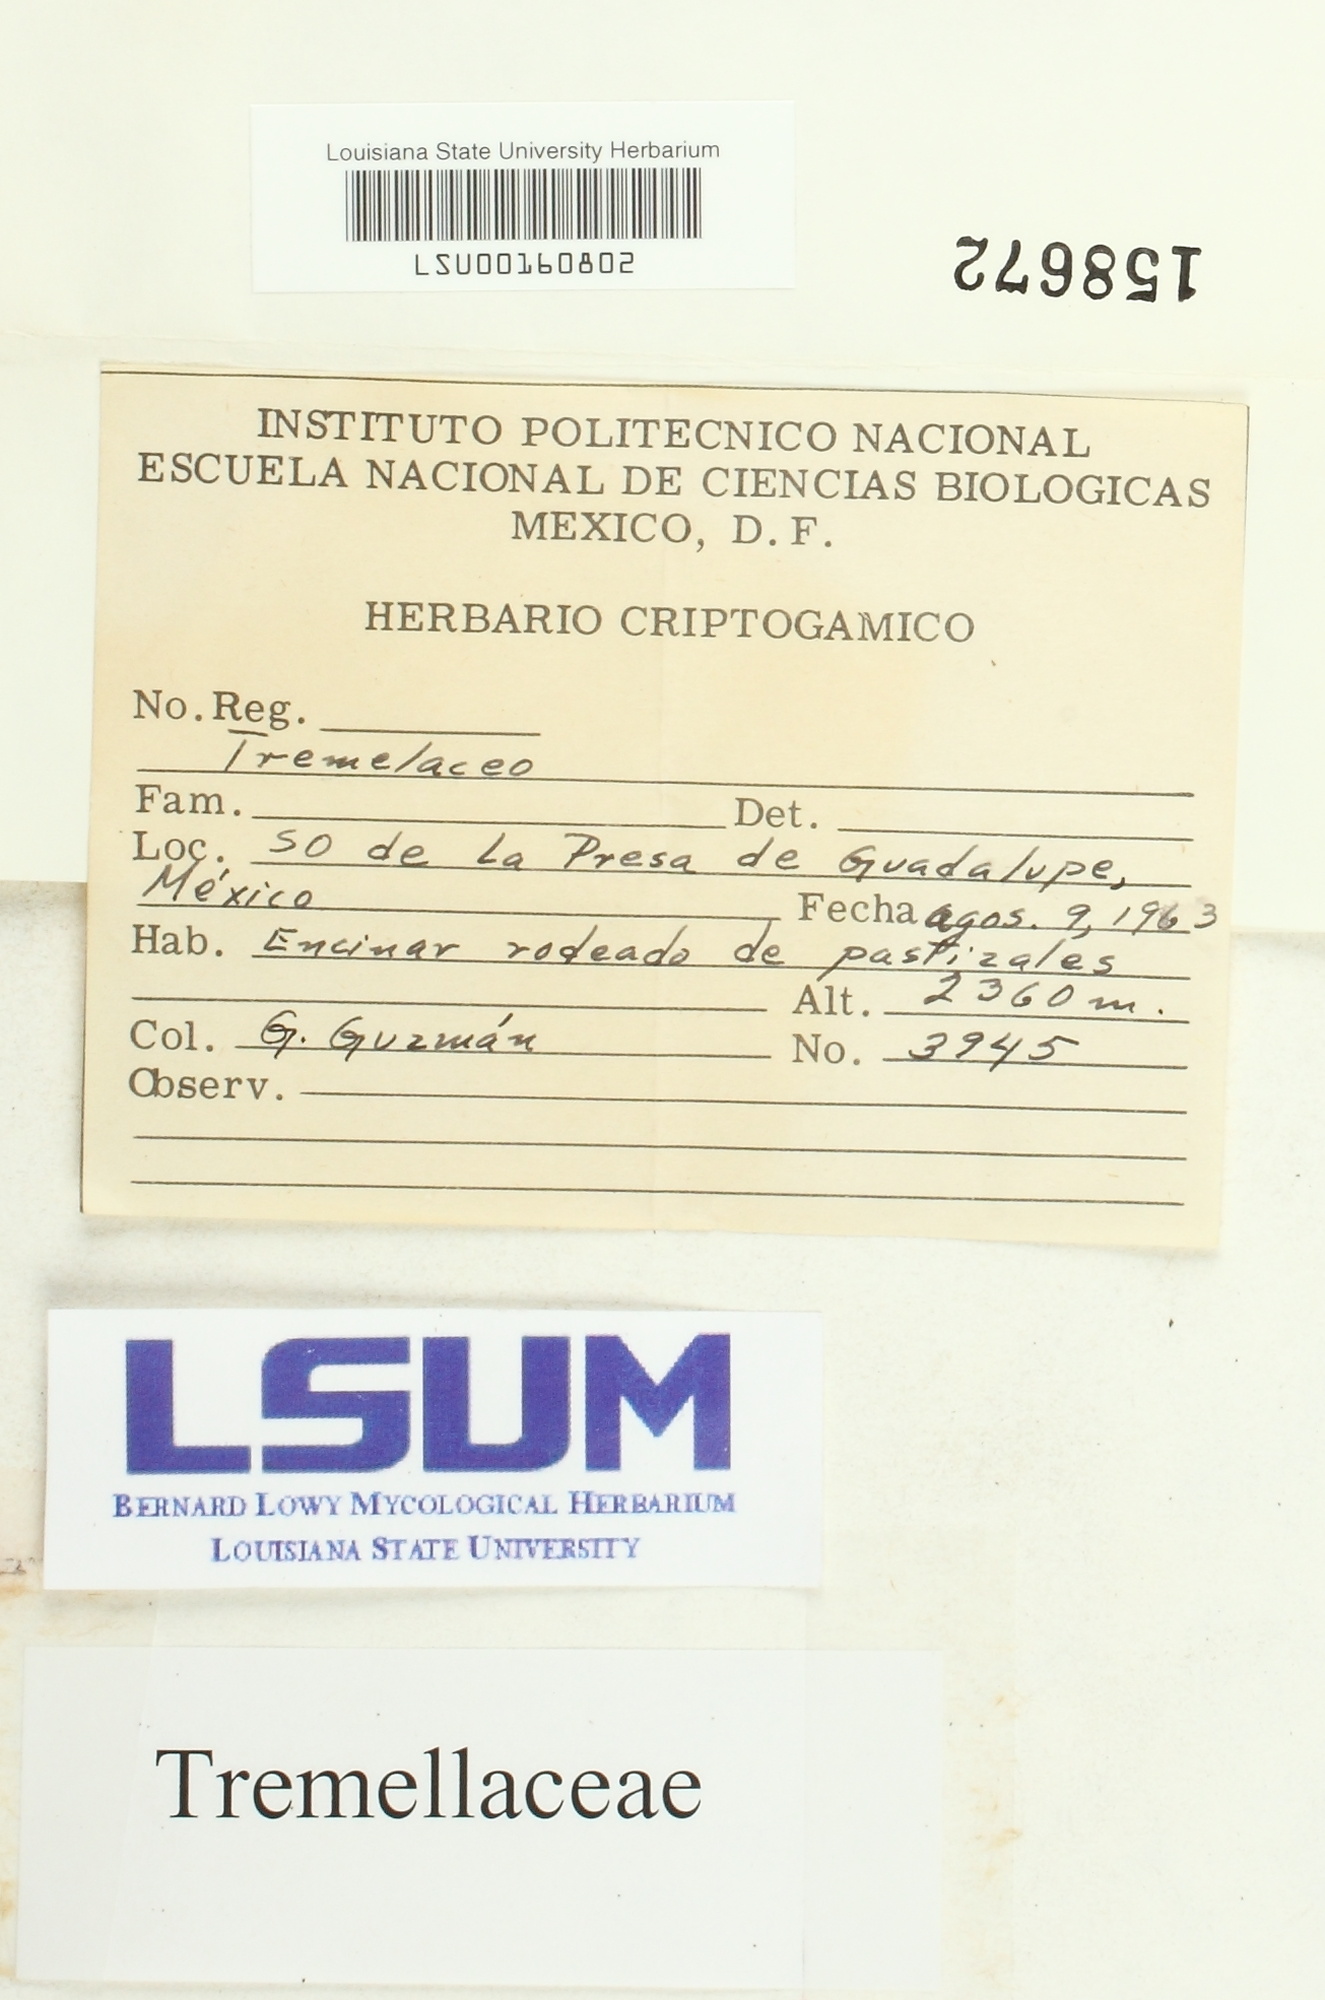 Louisiana State University Herbarium
LSU00160802
158672
INSTITUTO POLITECNICO NACIONAL
ESCUELA NACIONAL DE CIENCIAS BIOLOGICAS
MEXICO, D. F.
HERBARIO CRIPTOGAMICO
No. Reg.
Tremelaceo
Fam. Det.
Loc. SO de La Presa de Guadalupe,
México Fecha agos. 9, 1963
Hab. Encinar rodeado de pastizales
Alt. 2360 m.
Col. G. Guzmán No. 3945
Observ.
LSUM
BERNARD LOWY MYCOLOGICAL HERBARIUM
LOUISIANA STATE UNIVERSITY
Tremellaceae